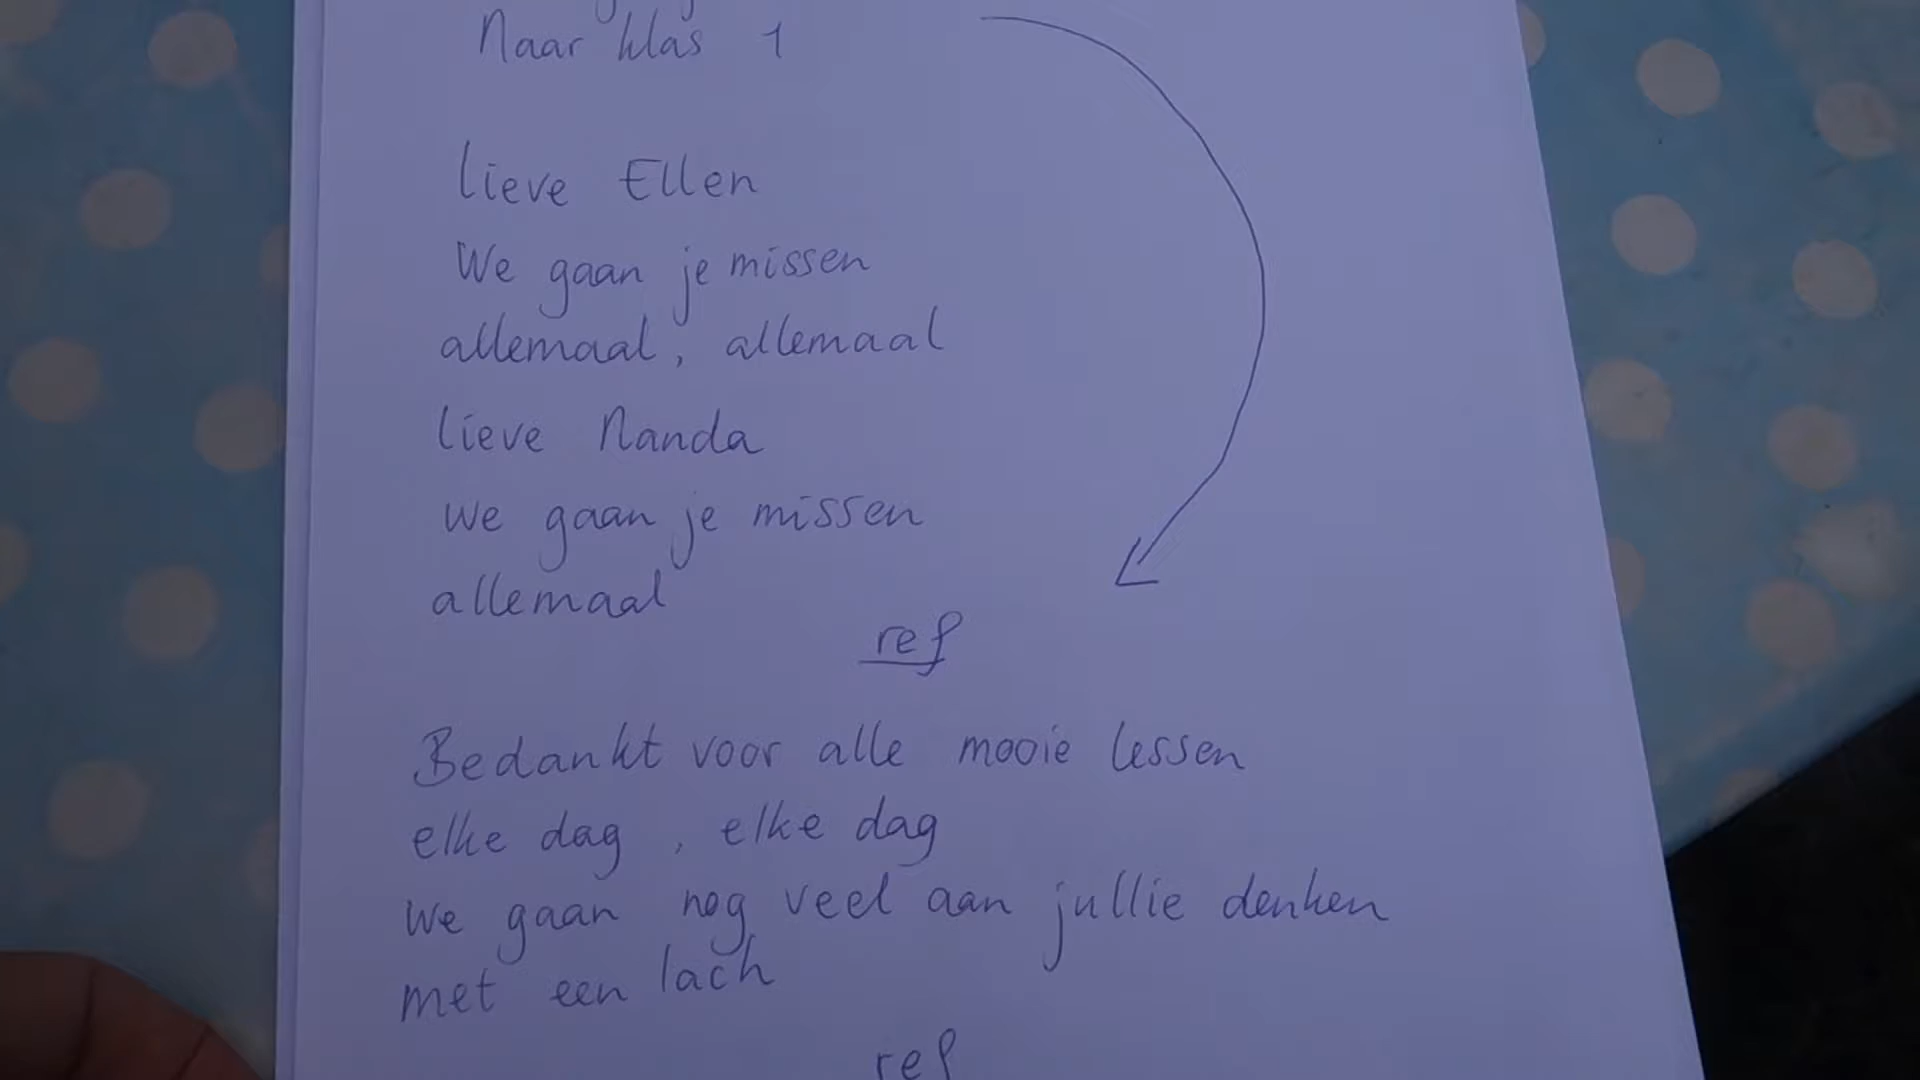 Naar klas 1
lieve Ellen
We gaan je missen
allemaal, allemaal
lieve Nanda
we gaan je missen
allemaal
ref
Bedankt voor alle mooie lessen
elke dag, elke dag
We gaan nog veel aan jullie denken
met een lach
ref